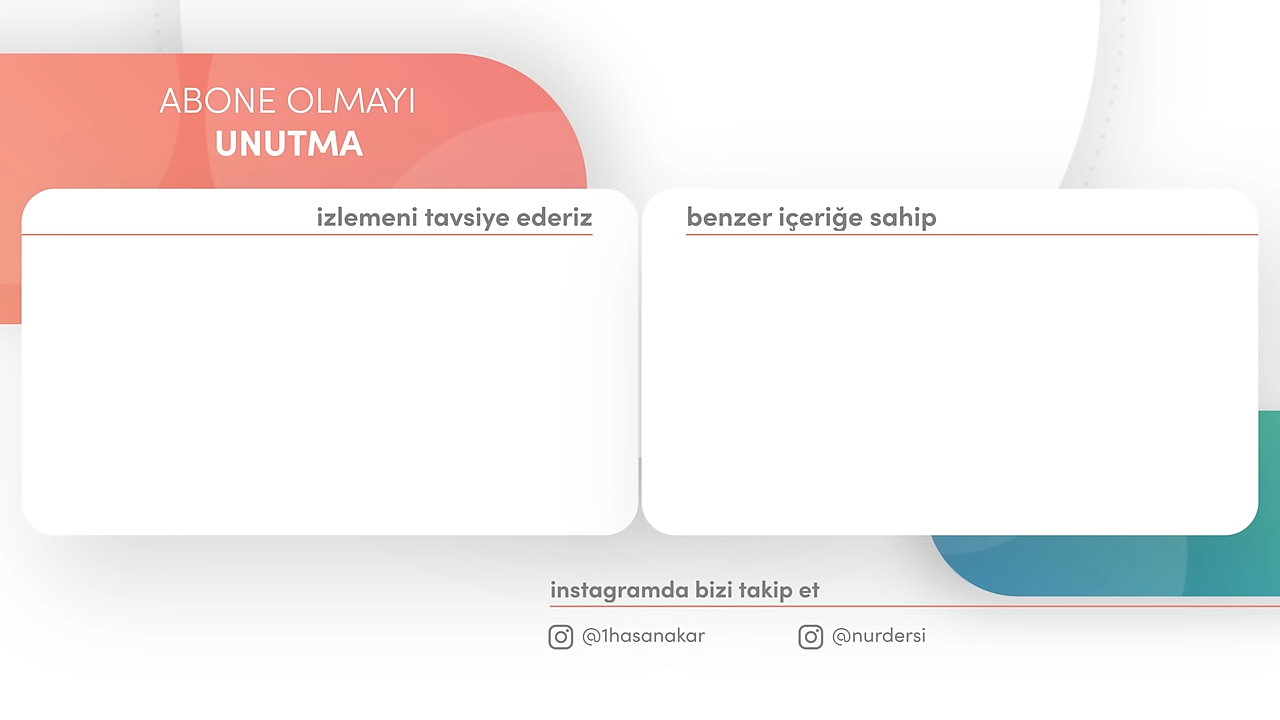 ABONE OLMAYI
UNUTMA
izlemeni tavsiye ederiz
benzer içeriğe sahip
instagramda bizi takip et
@1hasanakar
@nurdersi